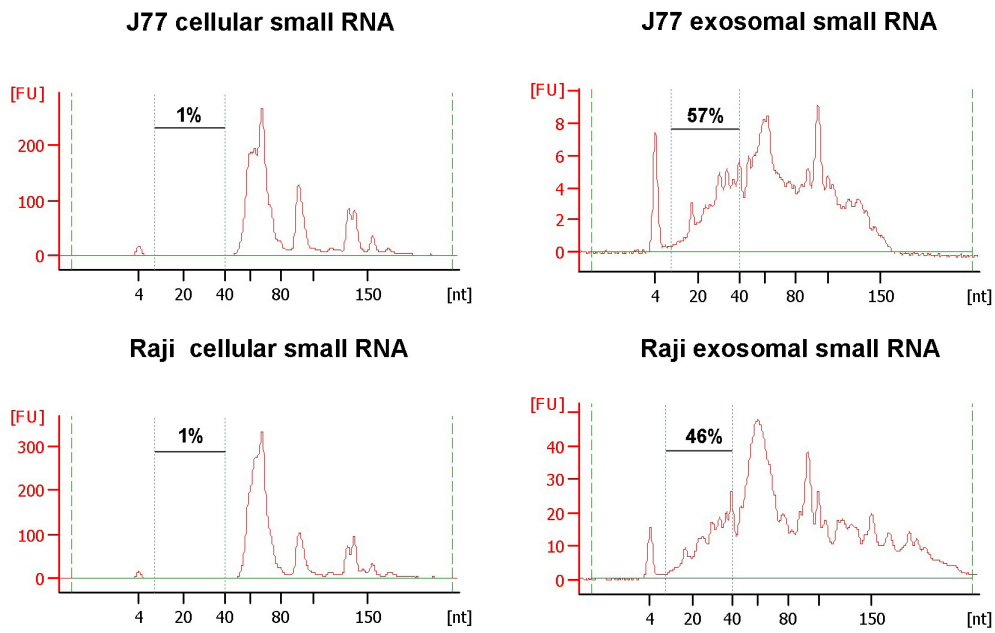 J77 cellular small RNA
[FU]
200
100
0
1%
4 20 40 80 150 [nt]
J77 exosomal small RNA
[FU]
8
6
4
2
0
57%
4 20 40 80 150 [nt]
Raji cellular small RNA
[FU]
300
200
100
0
1%
4 20 40 80 150 [nt]
Raji exosomal small RNA
[FU]
40
30
20
10
0
46%
4 20 40 80 150 [nt]